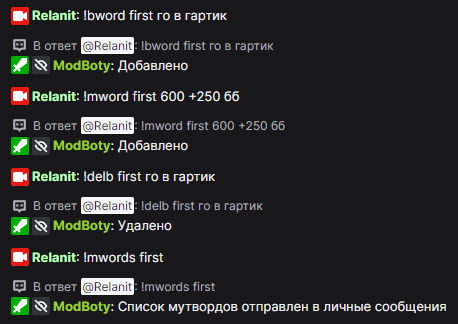 Relanit: !bword first го в гартик
В ответ @Relanit: !bword first го в гартик
ModBoty: Добавлено
Relanit: !mword first 600 +250 бб
В ответ @Relanit: !mword first 600 +250 бб
ModBoty: Добавлено
Relanit: !delb first го в гартик
В ответ @Relanit: !delb first го в гартик
ModBoty: Удалено
Relanit: !mwords first
В ответ @Relanit: !mwords first
ModBoty: Список мутвордов отправлен в личные сообщения